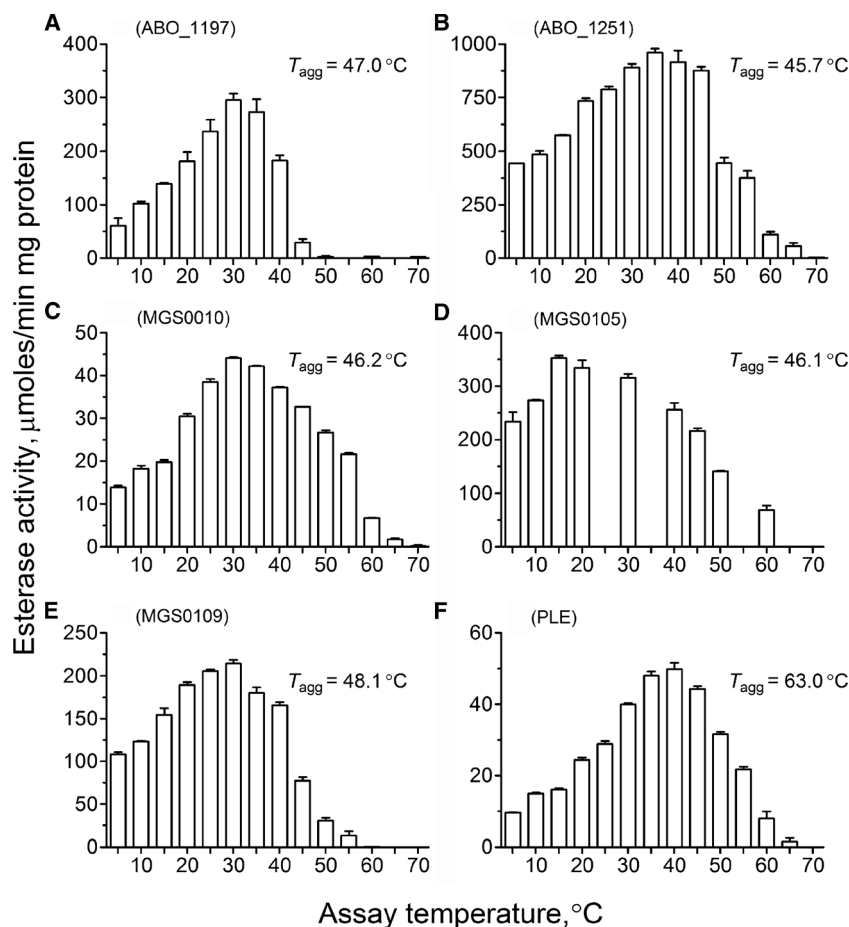 A (ABO_1197)
T_agg = 47.0 °C
400
300
200
100
0
10 20 30 40 50 60 70
B (ABO_1251)
T_agg = 45.7 °C
1000
750
500
250
0
10 20 30 40 50 60 70
C (MGS0010)
T_agg = 46.2 °C
50
40
30
20
10
0
10 20 30 40 50 60 70
D (MGS0105)
T_agg = 46.1 °C
400
300
200
100
0
10 20 30 40 50 60 70
E (MGS0109)
T_agg = 48.1 °C
250
200
150
100
50
0
10 20 30 40 50 60 70
F (PLE)
T_agg = 63.0 °C
60
40
20
0
10 20 30 40 50 60 70
Esterase activity, μmoles/min mg protein
Assay temperature,°C